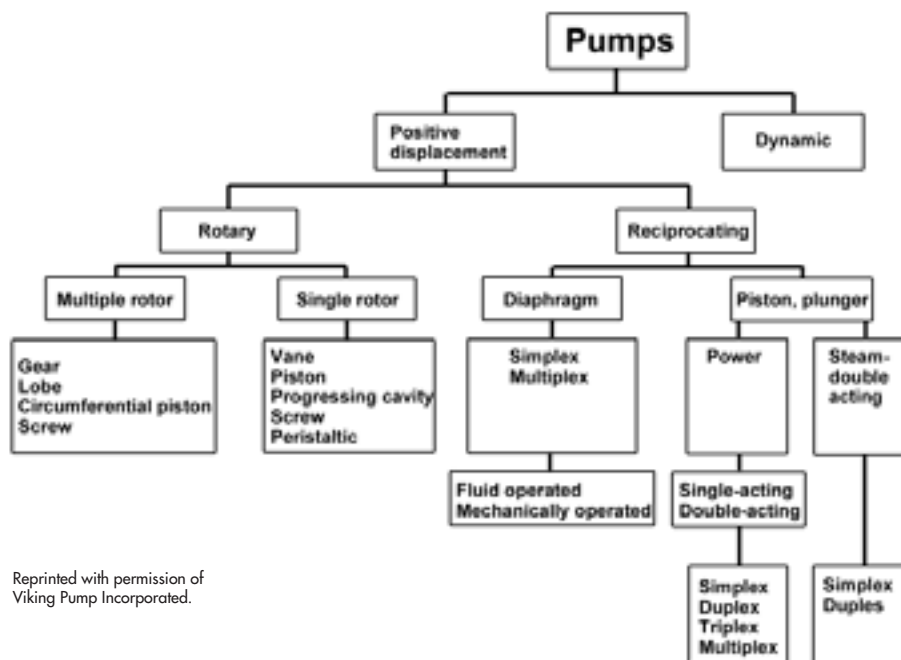 Pumps
Positive
displacement
Dynamic
Rotary
Reciprocating
Multiple rotor
Single rotor
Diaphragm
Piston, plunger
Gear
Lobe
Circumferential piston
Screw
Vane
Piston
Progressing cavity
Screw
Peristaltic
Simplex
Multiplex
Power
Steam-
double
acting
Fluid operated
Mechanically operated
Single-acting
Double-acting
Simplex
Duplex
Triplex
Multiplex
Simplex
Duples
Reprinted with permission of
Viking Pump Incorporated.